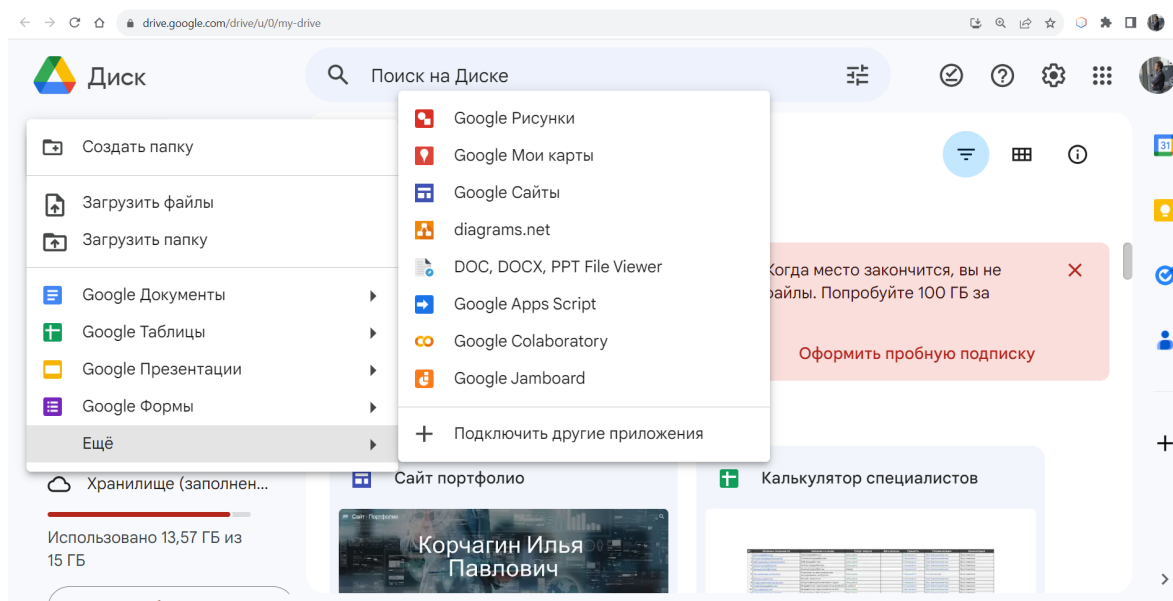 drive.google.com/drive/u/0/my-drive
Диск
Поиск на Диске
Создать папку
Загрузить файлы
Загрузить папку
Google Документы
Google Таблицы
Google Презентации
Google Формы
Ещё
Google Рисунки
Google Мои карты
Google Сайты
diagrams.net
DOC, DOCX, PPT File Viewer
Google Apps Script
Google Colaboratory
Google Jamboard
Подключить другие приложения
31
Когда место закончится, вы не
файлы. Попробуйте 100 ГБ за
Оформить пробную подписку
Хранилище (заполнен...
Использовано 13,57 ГБ из
15 ГБ
Сайт портфолио
Сайт - Портфолио
Корчагин Илья
Павлович
Калькулятор специалистов